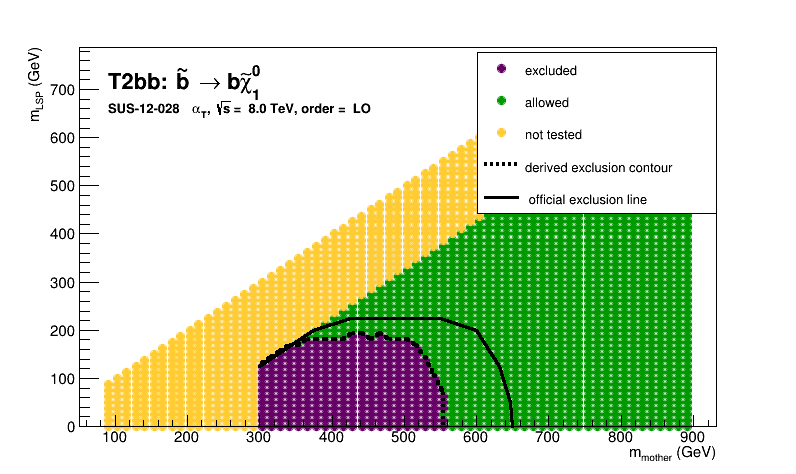 m_LSP (GeV)
T2bb: b̃ → bχ̃⁰₁
SUS-12-028 α_T, √s = 8.0 TeV, order = LO
excluded
allowed
not tested
derived exclusion contour
official exclusion line
700
600
500
400
300
200
100
0
100 200 300 400 500 600 700 800 900
m_mother (GeV)